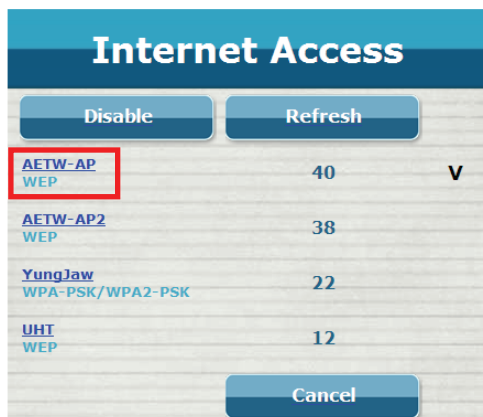 Internet Access
Disable Refresh
AETW-AP
WEP
40 V
AETW-AP2
WEP
38
YungJaw
WPA-PSK/WPA2-PSK
22
UHT
WEP
12
Cancel